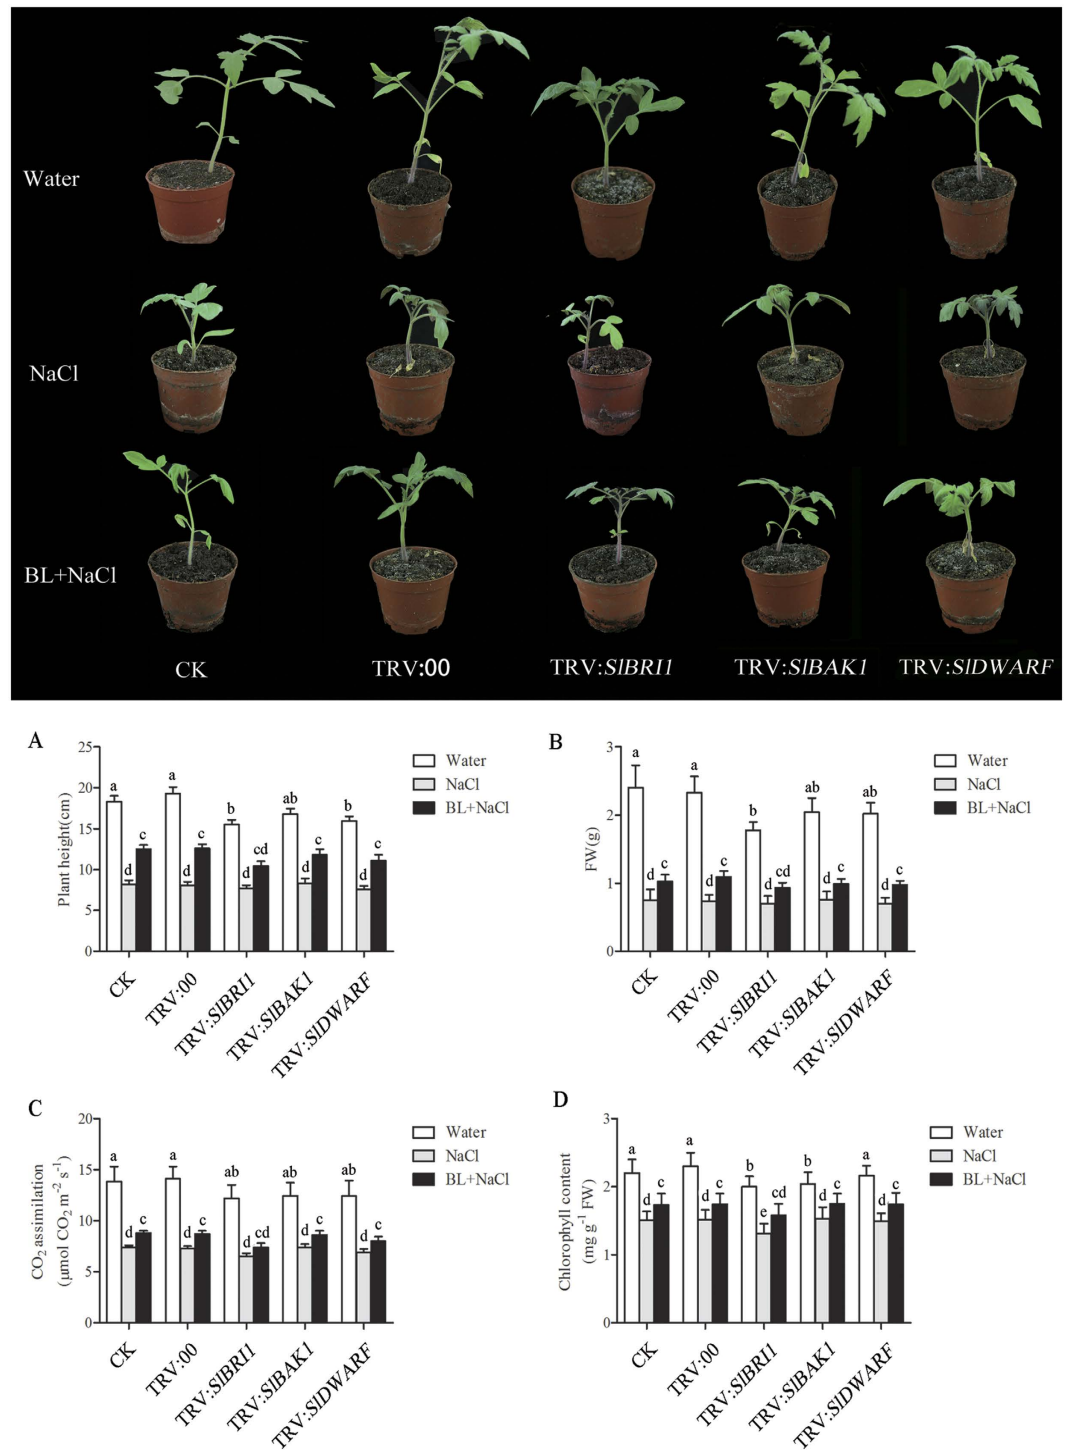 Water
NaCl
BL+NaCl
CK TRV:00 TRV:SlBRI1 TRV:SlBAK1 TRV:SlDWARF
A
Plant height(cm)
25
20
15
10
5
0
a a b ab b
d c d c d cd d c d c
CK TRV:00 TRV:SlBRI1 TRV:SlBAK1 TRV:SlDWARF
Water
NaCl
BL+NaCl
B
FW(g)
3
2
1
0
a a b ab ab
d c d c d cd d c d c
CK TRV:00 TRV:SlBRI1 TRV:SlBAK1 TRV:SlDWARF
Water
NaCl
BL+NaCl
C
CO2 assimilation
(μmol CO2 m-2 s-1)
20
15
10
5
0
a a ab ab ab
d c d c d cd d c d c
CK TRV:00 TRV:SlBRI1 TRV:SlBAK1 TRV:SlDWARF
Water
NaCl
BL+NaCl
D
Chlorophyll content
(mg g-1 FW)
3
2
1
0
a a b b a
d c d c e cd d c d c
CK TRV:00 TRV:SlBRI1 TRV:SlBAK1 TRV:SlDWARF
Water
NaCl
BL+NaCl